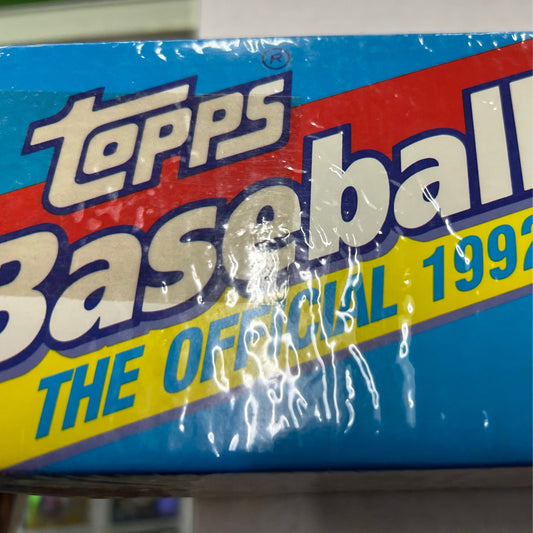 ®
TOPPS
Baseball
THE OFFICIAL 1992